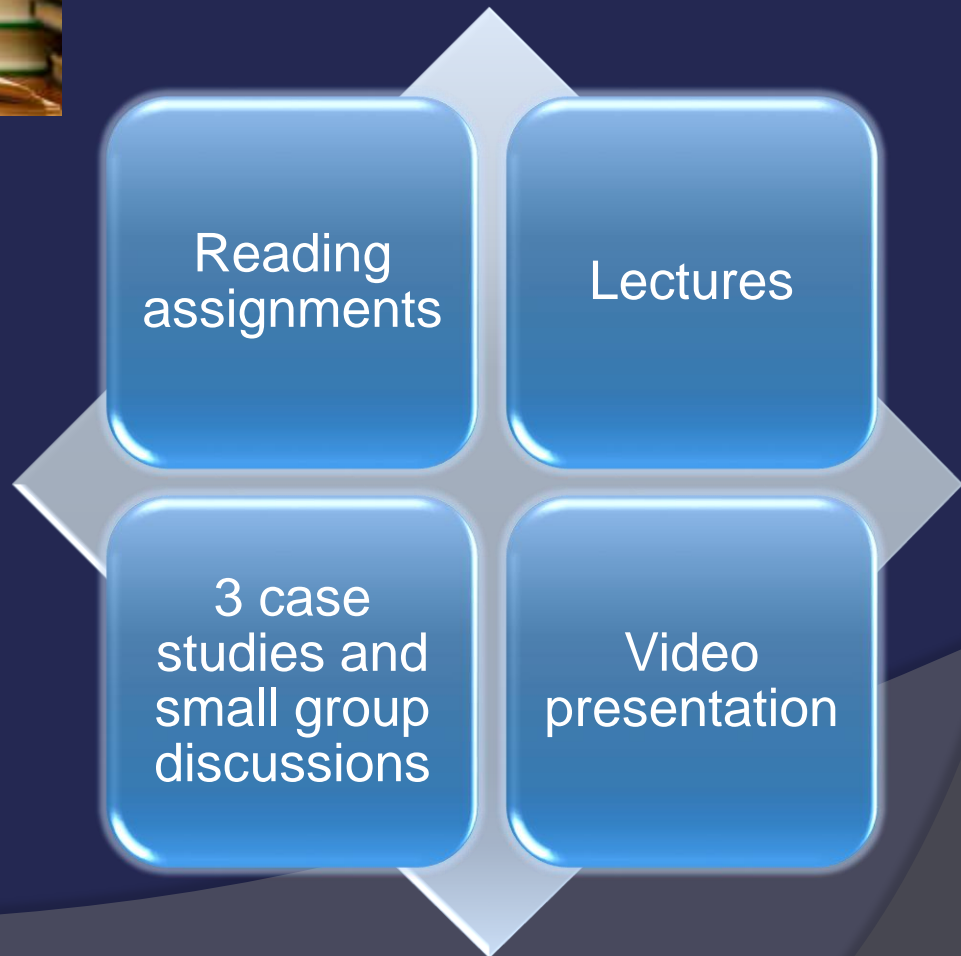 Reading
assignments
Lectures
3 case
studies and
small group
discussions
Video
presentation